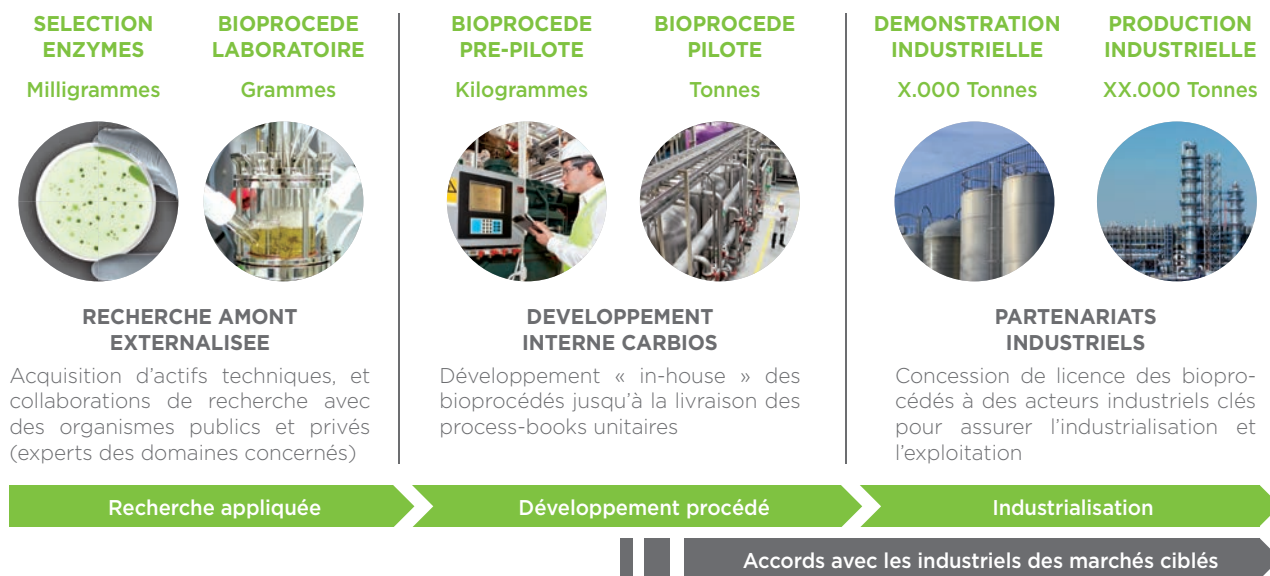 SELECTION
ENZYMES
Milligrammes
BIOPROCEDE
LABORATOIRE
Grammes
RECHERCHE AMONT
EXTERNALISEE
Acquisition d’actifs techniques, et
collaborations de recherche avec
des organismes publics et privés
(experts des domaines concernés)
BIOPROCEDE
PRE-PILOTE
Kilogrammes
BIOPROCEDE
PILOTE
Tonnes
DEVELOPPEMENT
INTERNE CARBIOS
Développement « in-house » des
bioprocédés jusqu’à la livraison des
process-books unitaires
DEMONSTRATION
INDUSTRIELLE
X.000 Tonnes
PRODUCTION
INDUSTRIELLE
XX.000 Tonnes
PARTENARIATS
INDUSTRIELS
Concession de licence des biopro-
cédés à des acteurs industriels clés
pour assurer l’industrialisation et
l’exploitation
Recherche appliquée
Développement procédé
Industrialisation
Accords avec les industriels des marchés ciblés